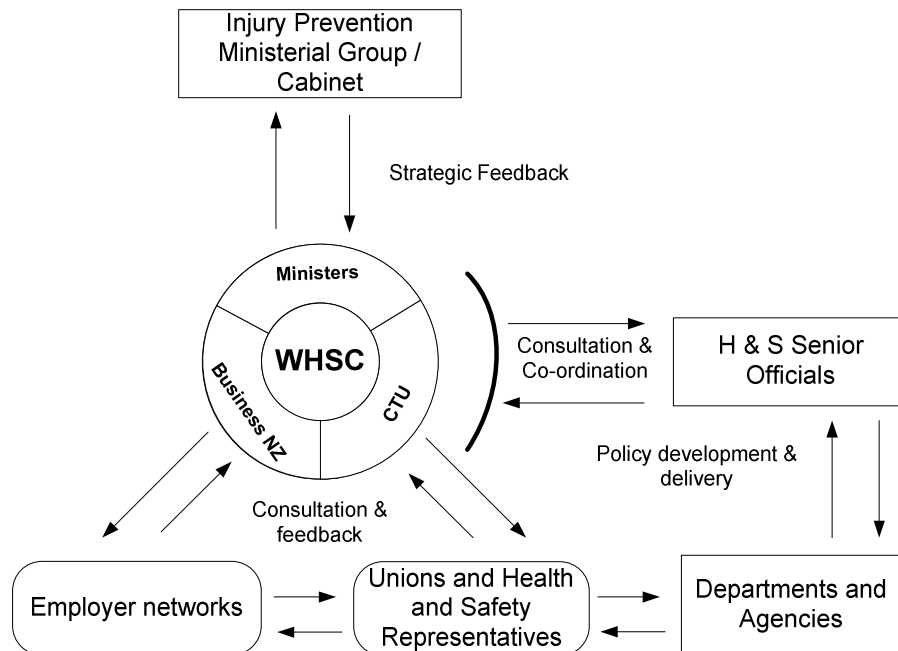 Injury Prevention
Ministerial Group /
Cabinet
Strategic Feedback
Ministers
WHSC
Business NZ
CTU
Consultation &
Co-ordination
H & S Senior
Officials
Policy development &
delivery
Consultation &
feedback
Employer networks
Unions and Health
and Safety
Representatives
Departments and
Agencies